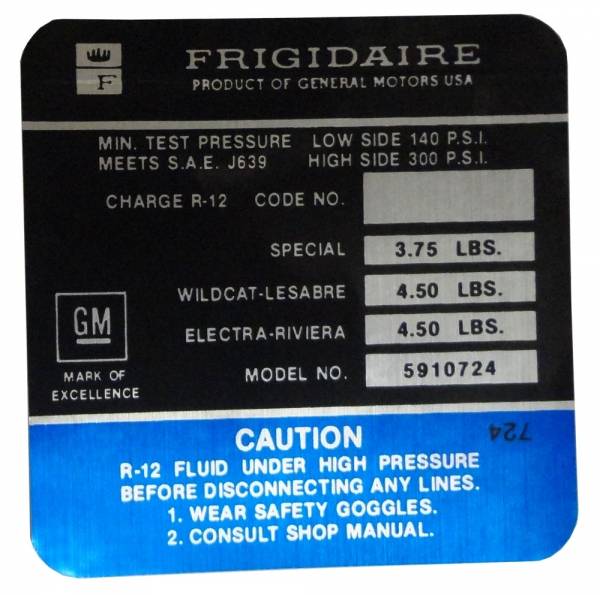 F
FRIGIDAIRE
PRODUCT OF GENERAL MOTORS USA
MIN. TEST PRESSURE LOW SIDE 140 P.S.I.
MEETS S.A.E. J639 HIGH SIDE 300 P.S.I.
CHARGE R-12 CODE NO.
SPECIAL 3.75 LBS.
WILDCAT-LESABRE 4.50 LBS.
ELECTRA-RIVIERA 4.50 LBS.
MODEL NO. 5910724
GM
MARK OF
EXCELLENCE
724
CAUTION
R-12 FLUID UNDER HIGH PRESSURE
BEFORE DISCONNECTING ANY LINES.
1. WEAR SAFETY GOGGLES.
2. CONSULT SHOP MANUAL.